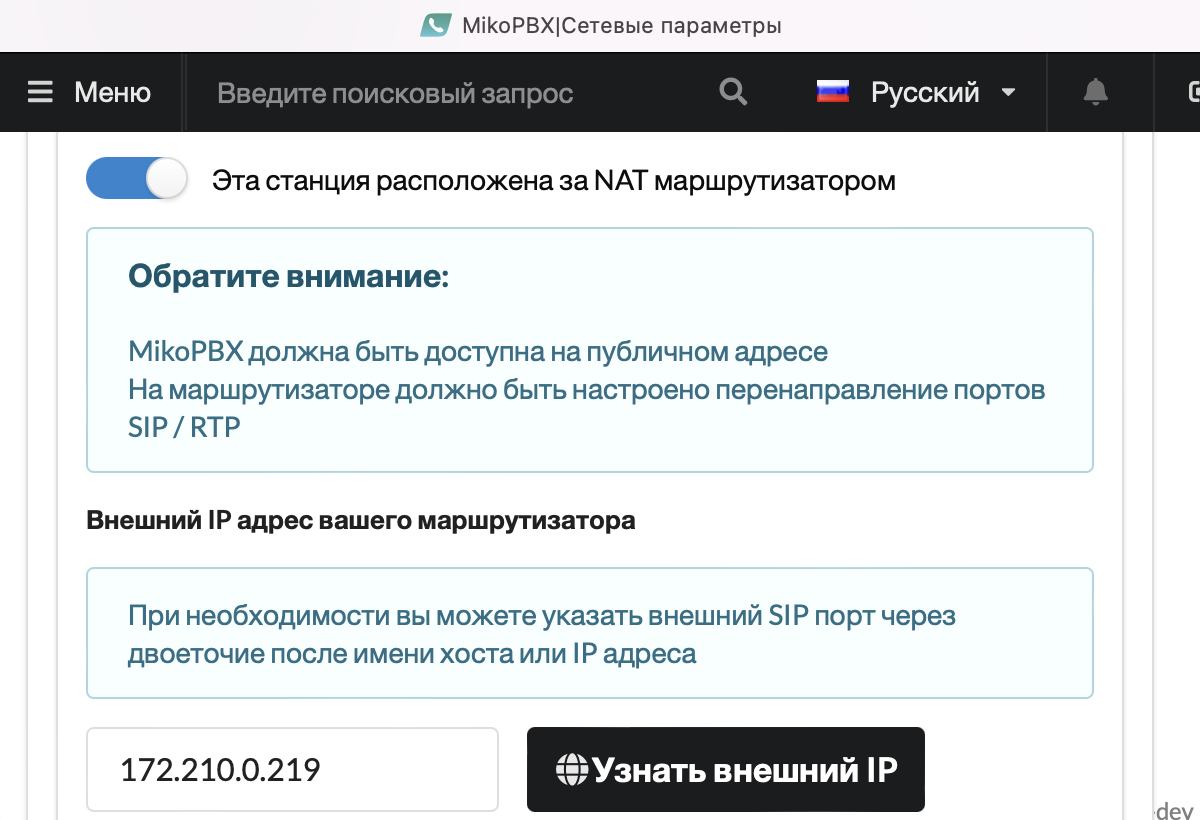 MikoPBX|Сетевые параметры
Меню Введите поисковый запрос Русский
Эта станция расположена за NAT маршрутизатором
Обратите внимание:
MikoPBX должна быть доступна на публичном адресе
На маршрутизаторе должно быть настроено перенаправление портов
SIP / RTP
Внешний IP адрес вашего маршрутизатора
При необходимости вы можете указать внешний SIP порт через
двоеточие после имени хоста или IP адреса
172.210.0.219 Узнать внешний IP